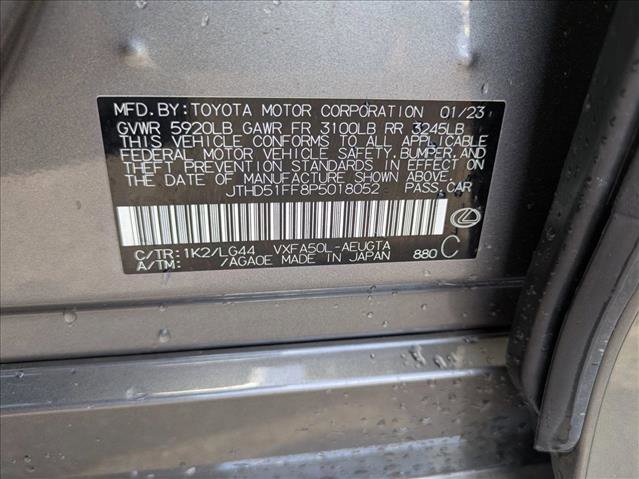 MFD.BY:TOYOTA MOTOR CORPORATION 01/23
GVWR 5920LB GAWR FR 3100LB RR 3245LB
THIS VEHICLE CONFORMS TO ALL APPLICABLE
FEDERAL MOTOR VEHICLE SAFETY, BUMPER, AND
THEFT PREVENTION STANDARDS IN EFFECT ON
THE DATE OF MANUFACTURE SHOWN ABOVE.
JTHD51FF8P5018052 PASS.CAR
C/TR:1K2/LG44 VXFA50L-AEUGTA
A/TM: /AGA0E MADE IN JAPAN 880 C